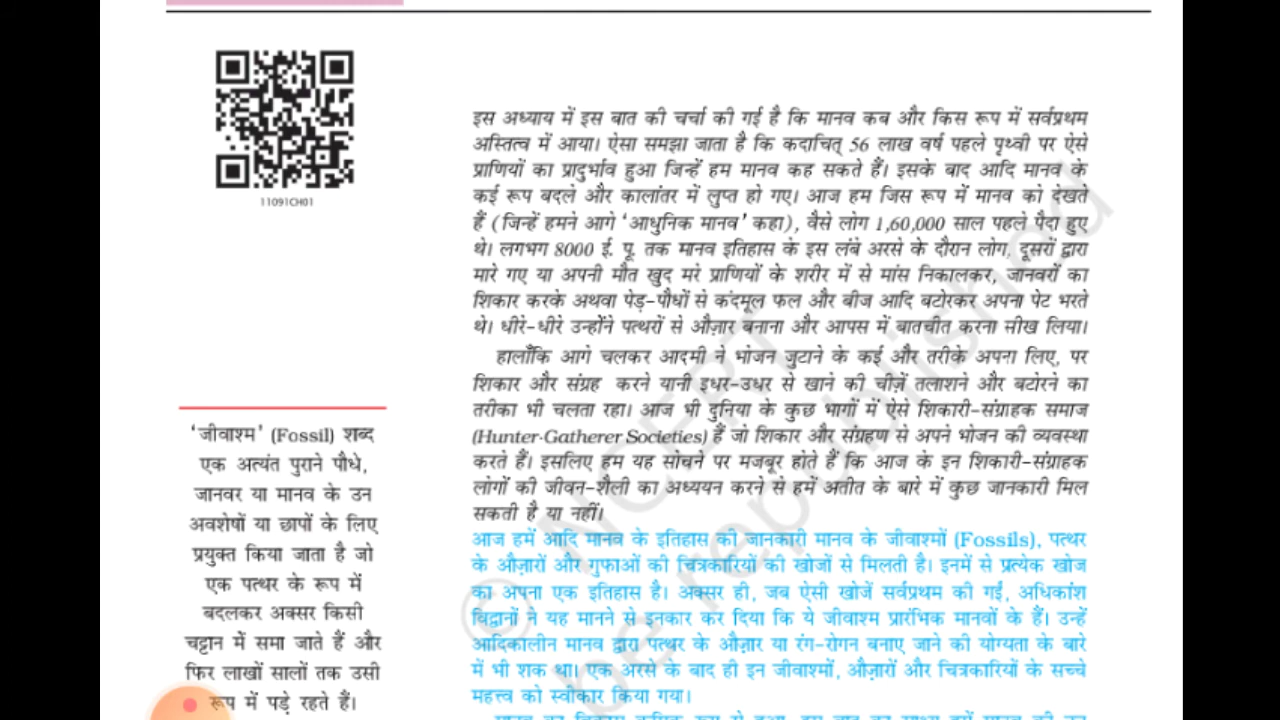 11091CH01
इस अध्याय में इस बात की चर्चा की गई है कि मानव कब और किस रूप में सर्वप्रथम
अस्तित्व में आया। ऐसा समझा जाता है कि कदाचित् 56 लाख वर्ष पहले पृथ्वी पर ऐसे
प्राणियों का प्रादुर्भाव हुआ जिन्हें हम मानव कह सकते हैं। इसके बाद आदि मानव के
कई रूप बदले और कालांतर में लुप्त हो गए। आज हम जिस रूप में मानव को देखते
हैं (जिन्हें हमने आगे ‘आधुनिक मानव’ कहा), वैसे लोग 1,60,000 साल पहले पैदा हुए
थे। लगभग 8000 ई. पू. तक मानव इतिहास के इस लंबे अरसे के दौरान लोग, दूसरों द्वारा
मारे गए या अपनी मौत खुद मरे प्राणियों के शरीर में से मांस निकालकर, जानवरों का
शिकार करके अथवा पेड़-पौधों से कंदमूल फल और बीज आदि बटोरकर अपना पेट भरते
थे। धीरे-धीरे उन्होंने पत्थरों से औज़ार बनाना और आपस में बातचीत करना सीख लिया।
हालाँकि आगे चलकर आदमी ने भोजन जुटाने के कई और तरीके अपना लिए, पर
शिकार और संग्रह करने यानी इधर-उधर से खाने की चीज़ें तलाशने और बटोरने का
तरीका भी चलता रहा। आज भी दुनिया के कुछ भागों में ऐसे शिकारी-संग्राहक समाज
(Hunter-Gatherer Societies) हैं जो शिकार और संग्रहण से अपने भोजन की व्यवस्था
करते हैं। इसलिए हम यह सोचने पर मजबूर होते हैं कि आज के इन शिकारी-संग्राहक
लोगों की जीवन-शैली का अध्ययन करने से हमें अतीत के बारे में कुछ जानकारी मिल
सकती है या नहीं।
आज हमें आदि मानव के इतिहास की जानकारी मानव के जीवाश्मों (Fossils), पत्थर
के औज़ारों और गुफाओं की चित्रकारियों की खोजों से मिलती है। इनमें से प्रत्येक खोज
का अपना एक इतिहास है। अक्सर ही, जब ऐसी खोजें सर्वप्रथम की गईं, अधिकांश
विद्वानों ने यह मानने से इनकार कर दिया कि ये जीवाश्म प्रारंभिक मानवों के हैं। उन्हें
आदिकालीन मानव द्वारा पत्थर के औज़ार या रंग-रोगन बनाए जाने की योग्यता के बारे
में भी शक था। एक अरसे के बाद ही इन जीवाश्मों, औज़ारों और चित्रकारियों के सच्चे
महत्त्व को स्वीकार किया गया।
‘जीवाश्म’ (Fossil) शब्द
एक अत्यंत पुराने पौधे,
जानवर या मानव के उन
अवशेषों या छापों के लिए
प्रयुक्त किया जाता है जो
एक पत्थर के रूप में
बदलकर अक्सर किसी
चट्टान में समा जाते हैं और
फिर लाखों सालों तक उसी
रूप में पड़े रहते हैं।
© NCERT
be republished